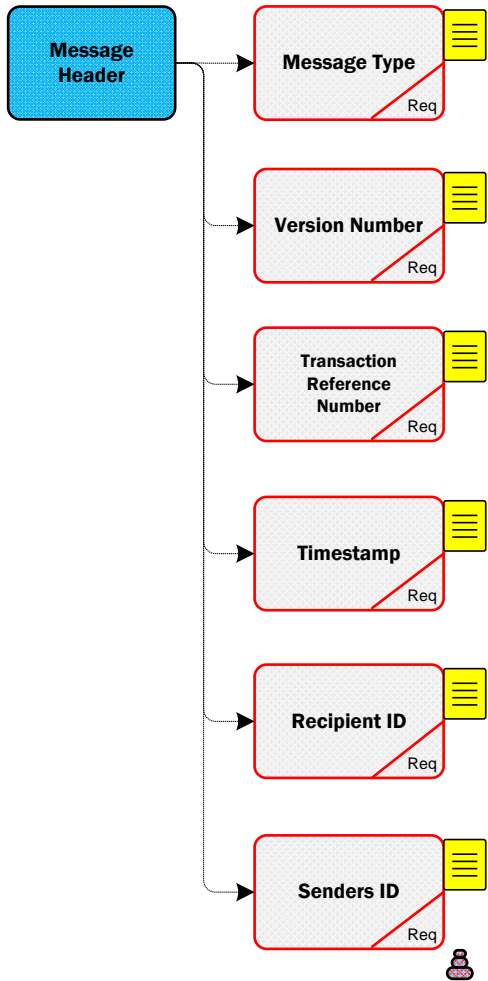 Message
Header
Message Type
Req
Version Number
Req
Transaction
Reference
Number
Req
Timestamp
Req
Recipient ID
Req
Senders ID
Req